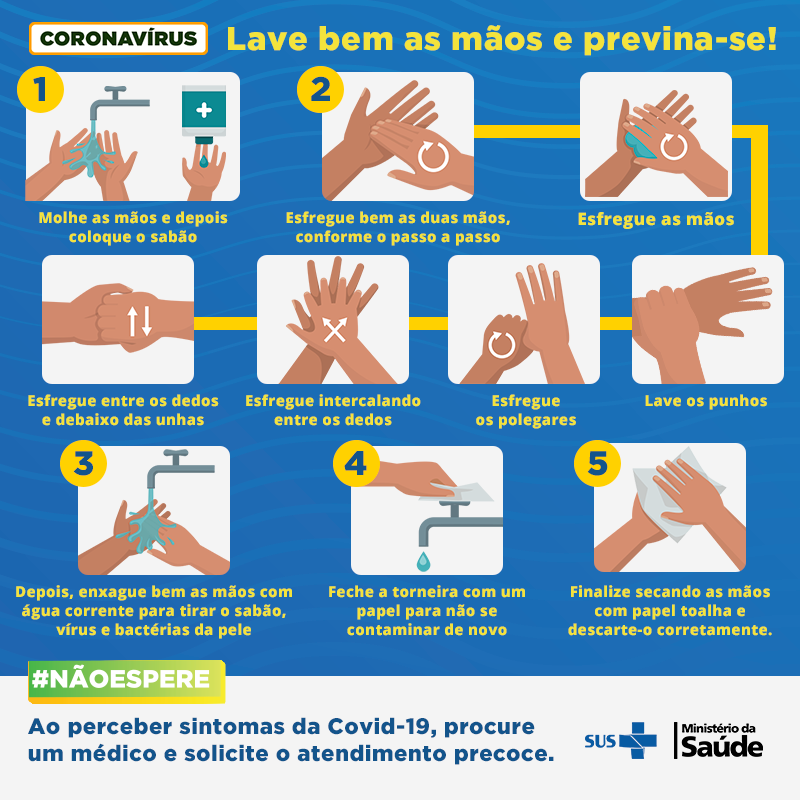 CORONAVÍRUS
Lave bem as mãos e previna-se!
1
Molhe as mãos e depois
coloque o sabão
2
Esfregue bem as duas mãos,
conforme o passo a passo
Esfregue as mãos
Lave os punhos
Esfregue
os polegares
Esfregue intercalando
entre os dedos
Esfregue entre os dedos
e debaixo das unhas
3
Depois, enxague bem as mãos com
água corrente para tirar o sabão,
vírus e bactérias da pele
4
Feche a torneira com um
papel para não se
contaminar de novo
5
Finalize secando as mãos
com papel toalha e
descarte-o corretamente.
#NÃOESPERE
Ao perceber sintomas da Covid-19, procure
um médico e solicite o atendimento precoce.
SUS
Ministério da
Saúde